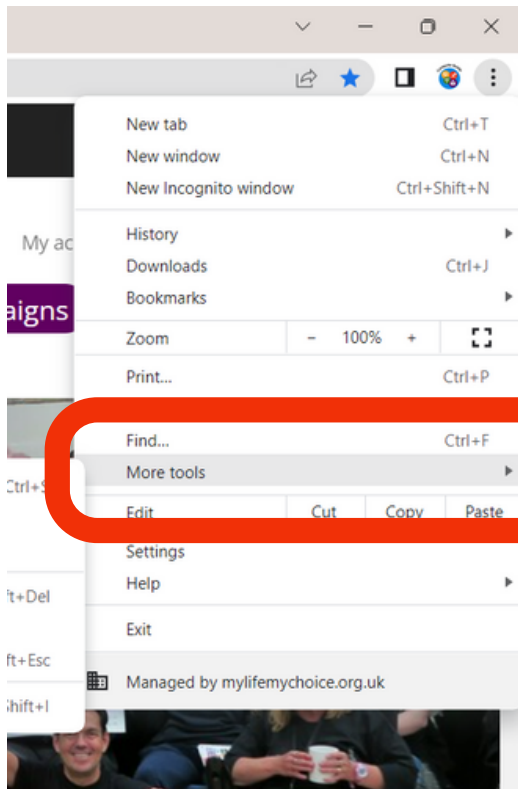 New tab Ctrl+T
New window Ctrl+N
New Incognito window Ctrl+Shift+N
History
My ac
Downloads Ctrl+J
Bookmarks
aigns
Zoom - 100% + 
Print... Ctrl+P
Find... Ctrl+F
More tools
Ctrl+S
Edit Cut Copy Paste
Settings
Help
ft+Del
Exit
ft+Esc
Managed by mylifemychoice.org.uk
Shift+I